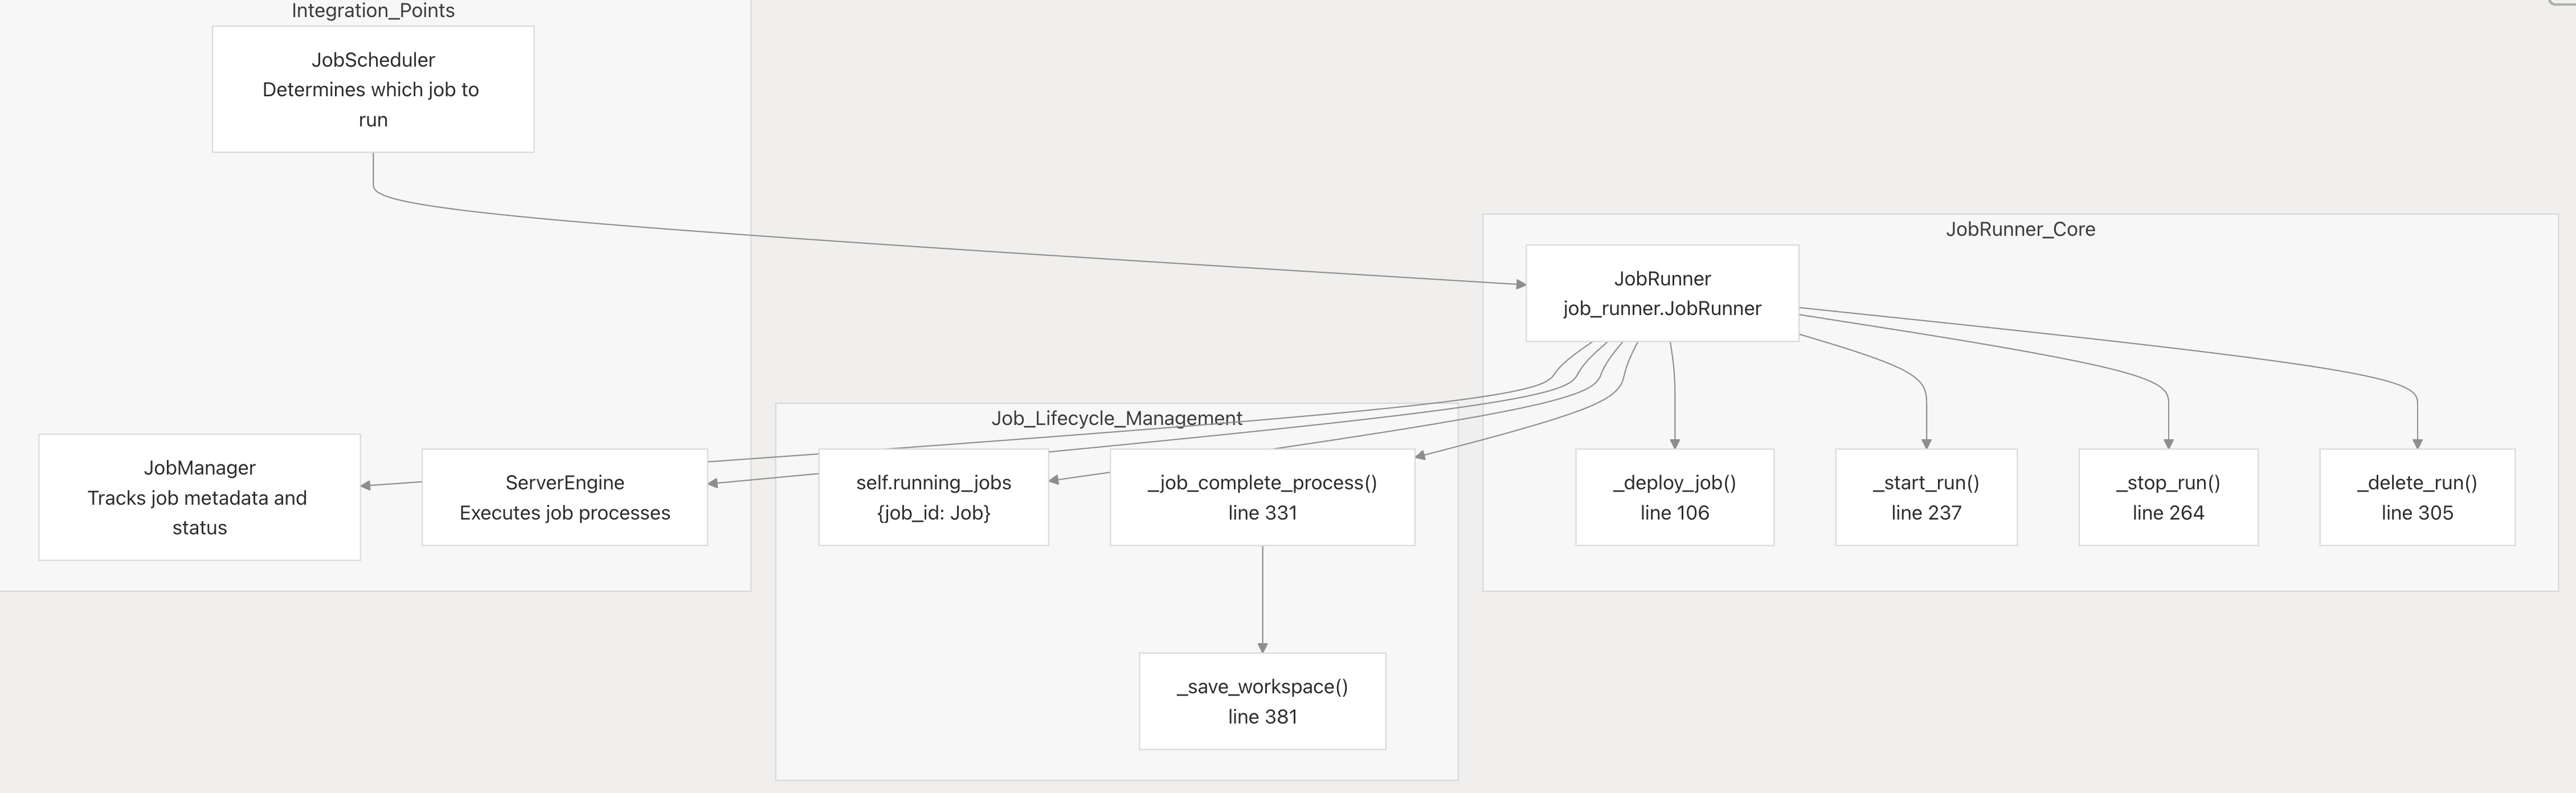 Integration_Points
JobScheduler
Determines which job to
run
JobRunner_Core
JobRunner
job_runner.JobRunner
Job_Lifecycle_Management
JobManager
Tracks job metadata and
status
ServerEngine
Executes job processes
self.running_jobs
{job_id: Job}
_job_complete_process()
line 331
_deploy_job()
line 106
_start_run()
line 237
_stop_run()
line 264
_delete_run()
line 305
_save_workspace()
line 381